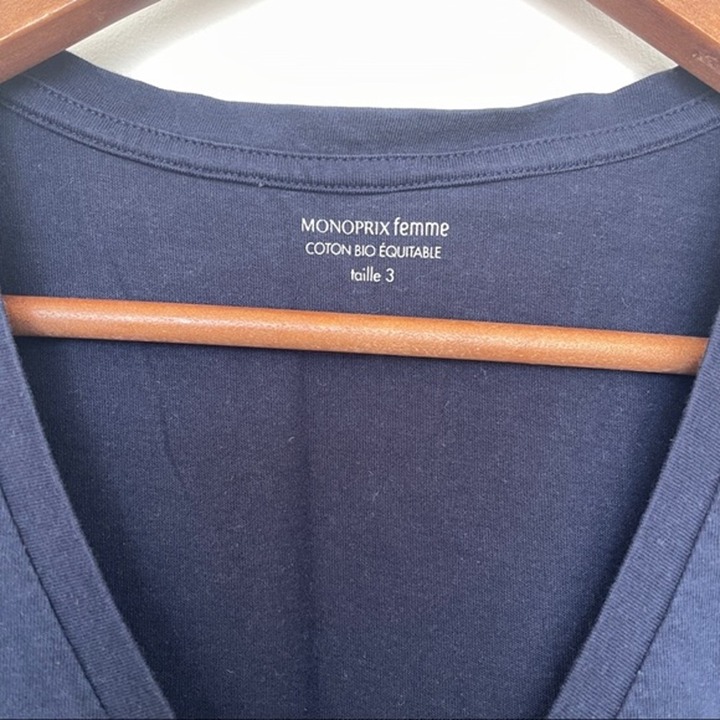 MONOPRIX femme
COTON BIO ÉQUITABLE
taille 3